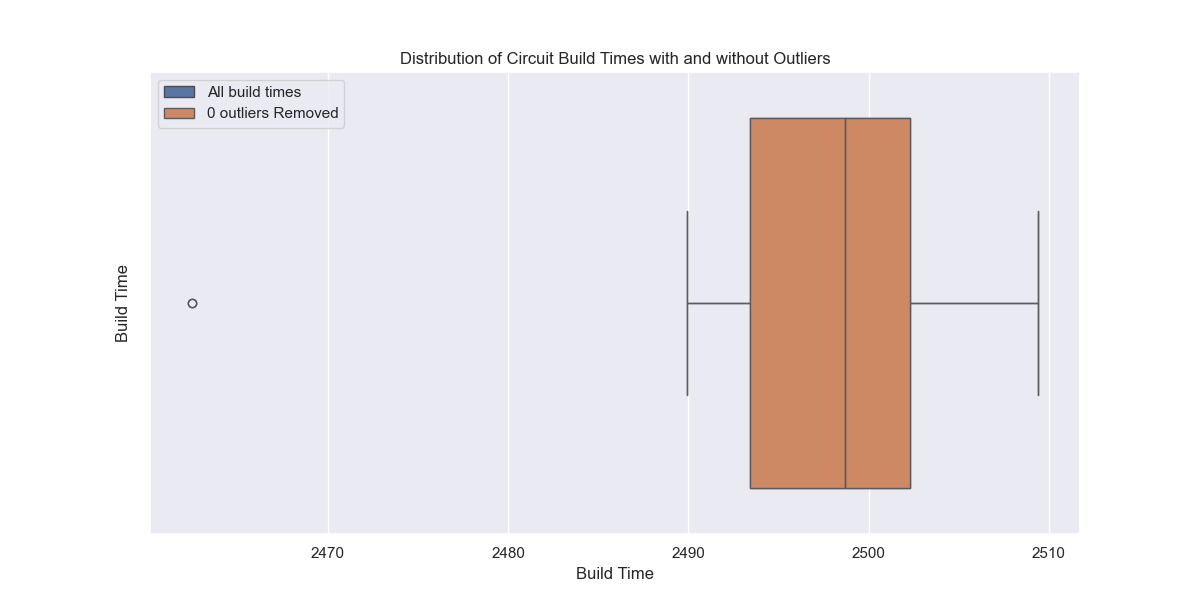 Distribution of Circuit Build Times with and without Outliers
All build times
0 outliers Removed
Build Time
2470 2480 2490 2500 2510
Build Time